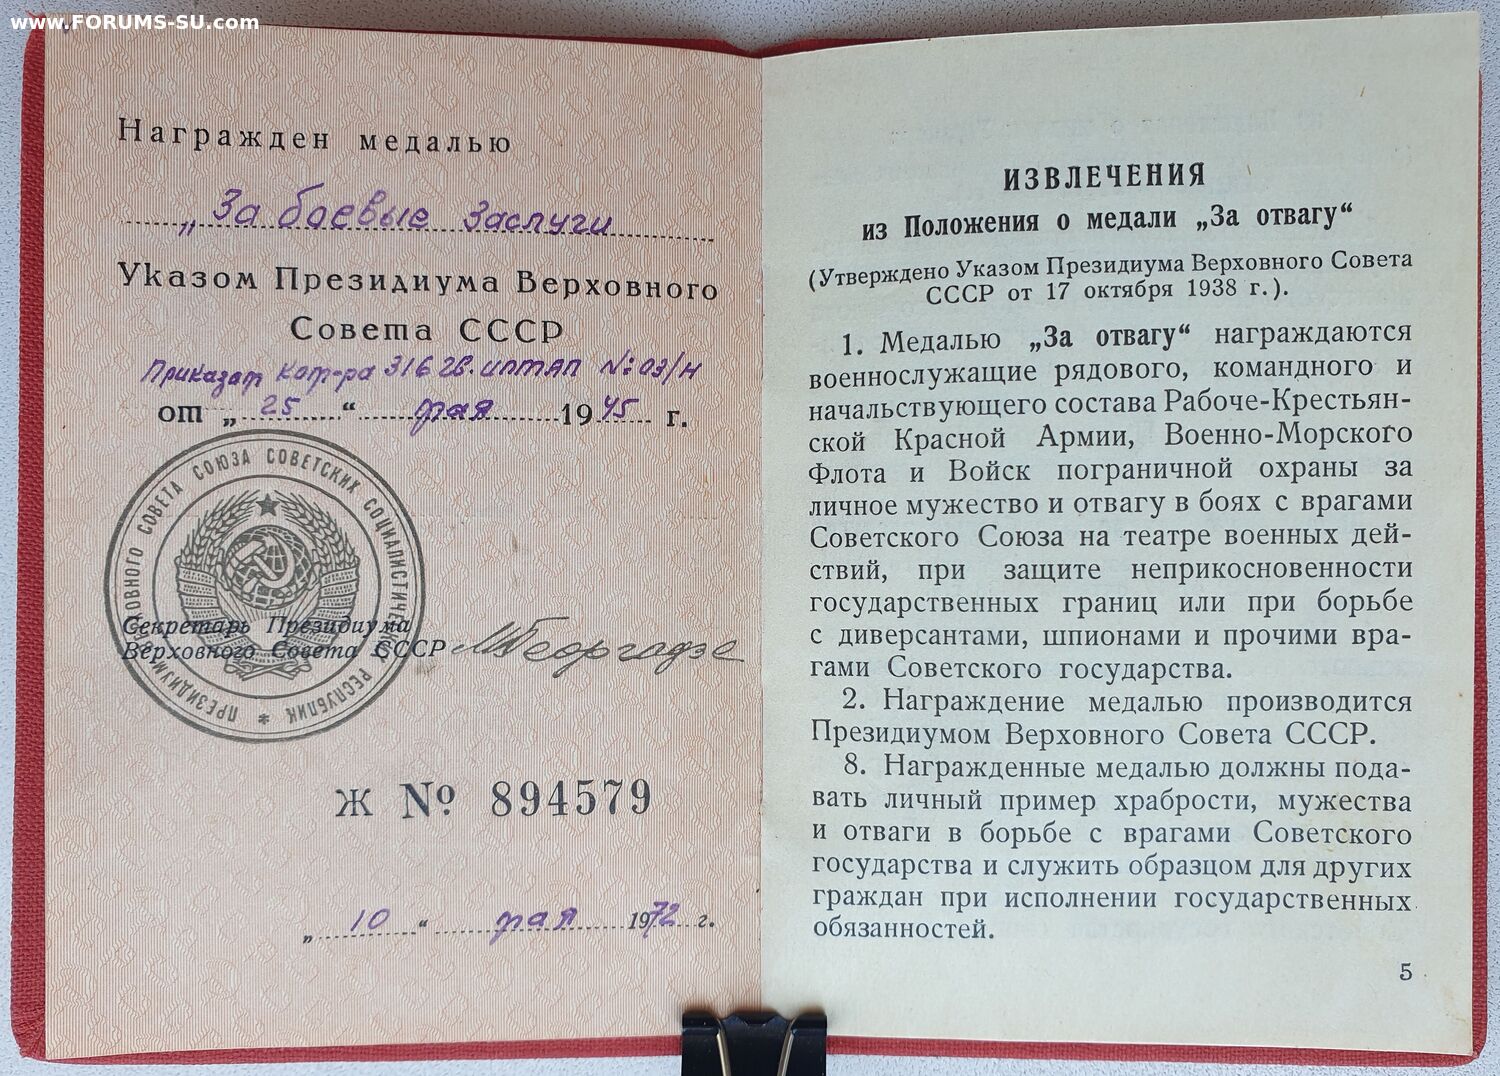 www.FORUMS-SU.com
Награжден медалью
„За боевые заслуги
Указом Президиума Верховного
Совета СССР
Приказом ком-ра 316 гв. иптап №: 03/н
от „ 25 “ мая 1945 г.
ПРЕЗИДИУМ ВЕРХОВНОГО СОВЕТА СОЮЗА СОВЕТСКИХ СОЦИАЛИСТИЧЕСКИХ РЕСПУБЛИК *
Секретарь Президиума
Верховного Совета СССР МГеоргадзе
Ж № 894579
„ 10 “ мая 1972 г.
ИЗВЛЕЧЕНИЯ
из Положения о медали „За отвагу“
(Утверждено Указом Президиума Верховного Совета
СССР от 17 октября 1938 г.).
1. Медалью „За отвагу“ награждаются
военнослужащие рядового, командного и
начальствующего состава Рабоче-Крестьян-
ской Красной Армии, Военно-Морского
Флота и Войск пограничной охраны за
личное мужество и отвагу в боях с врагами
Советского Союза на театре военных дей-
ствий, при защите неприкосновенности
государственных границ или при борьбе
с диверсантами, шпионами и прочими вра-
гами Советского государства.
2. Награждение медалью производится
Президиумом Верховного Совета СССР.
8. Награжденные медалью должны пода-
вать личный пример храбрости, мужества
и отваги в борьбе с врагами Советского
государства и служить образцом для других
граждан при исполнении государственных
обязанностей.
5